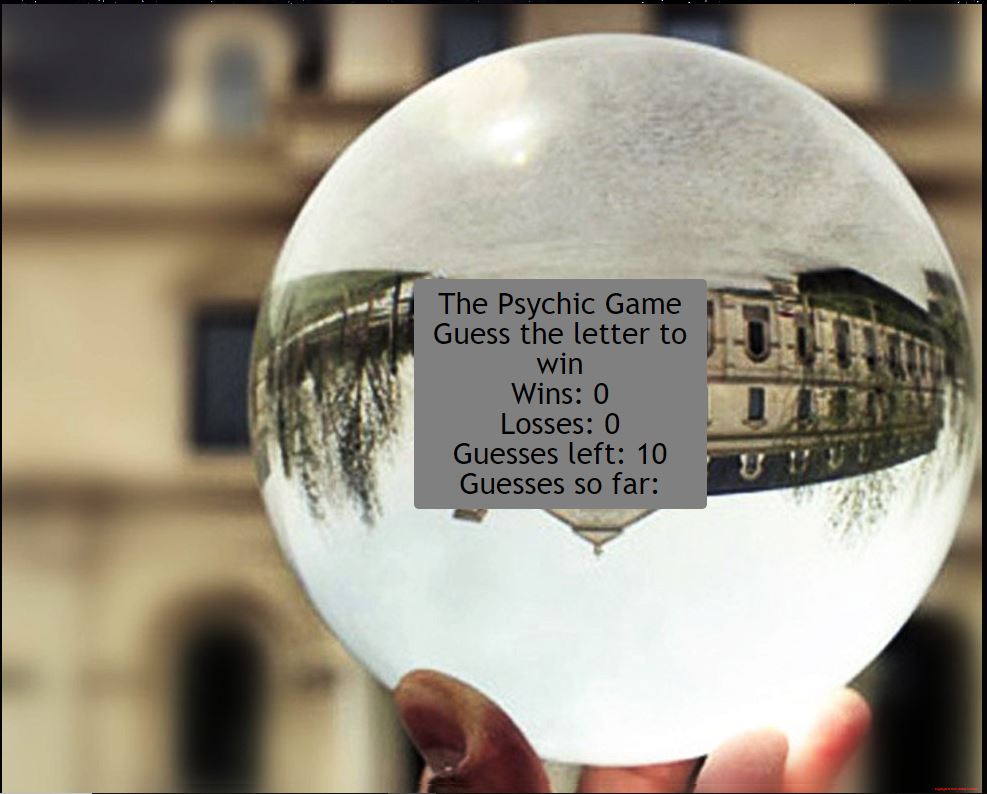 The Psychic Game
Guess the letter to
win
Wins: 0
Losses: 0
Guesses left: 10
Guesses so far: